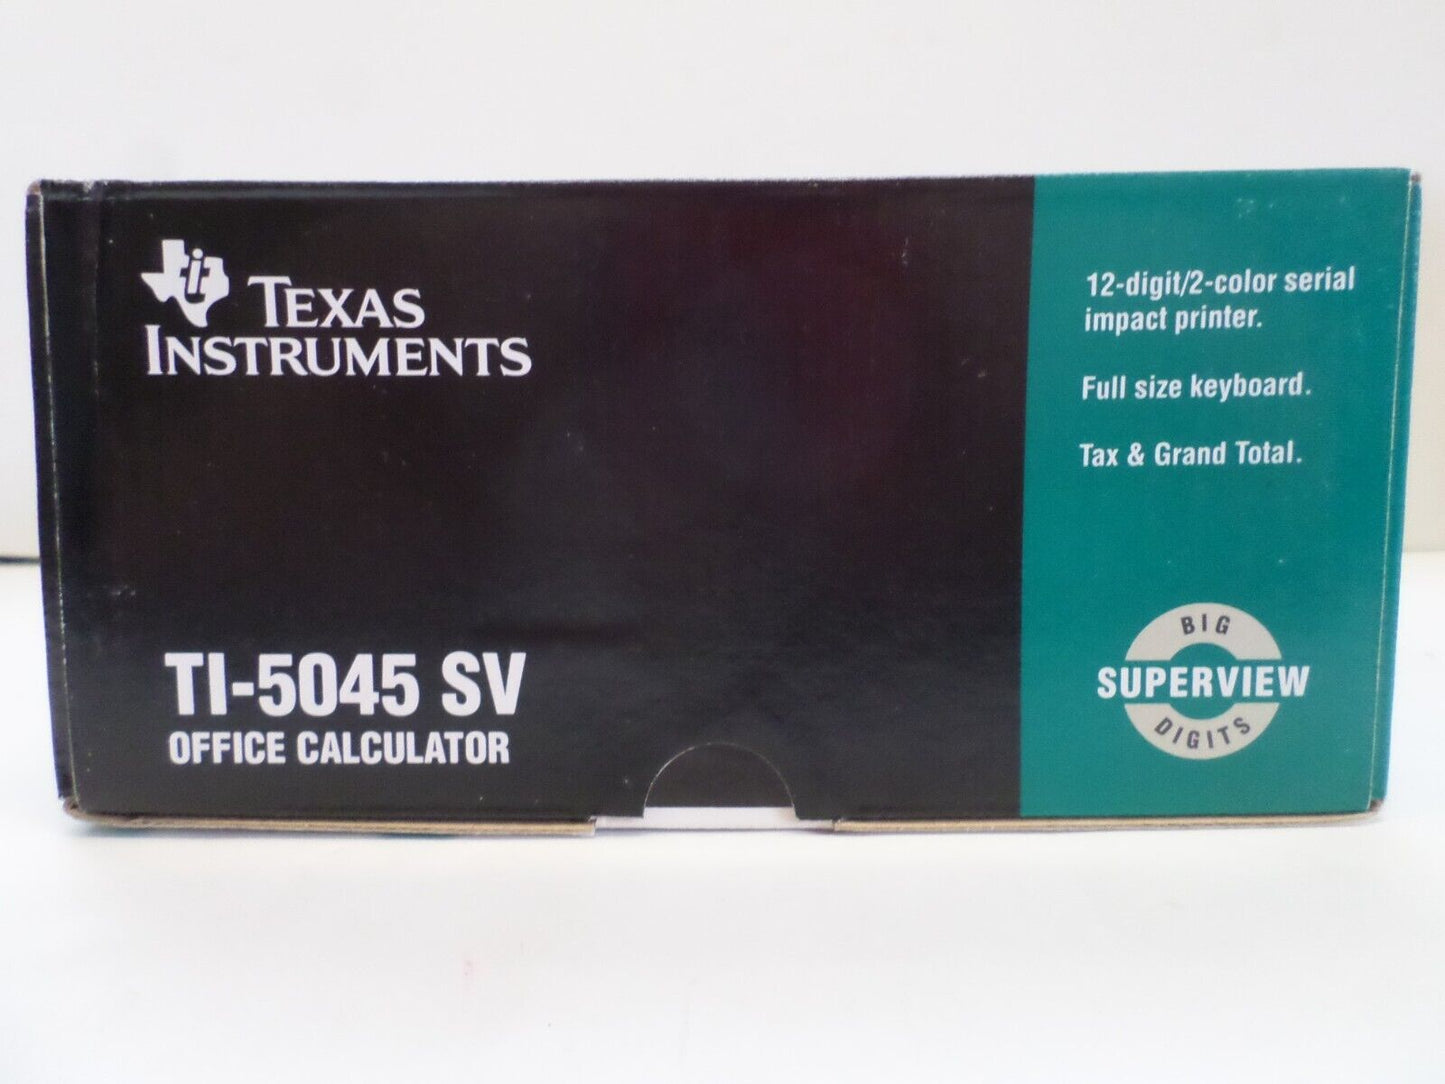 ti
TEXAS
INSTRUMENTS
TI-5045 SV
OFFICE CALCULATOR
12-digit/2-color serial
impact printer.
Full size keyboard.
Tax & Grand Total.
BIG
SUPERVIEW
DIGITS